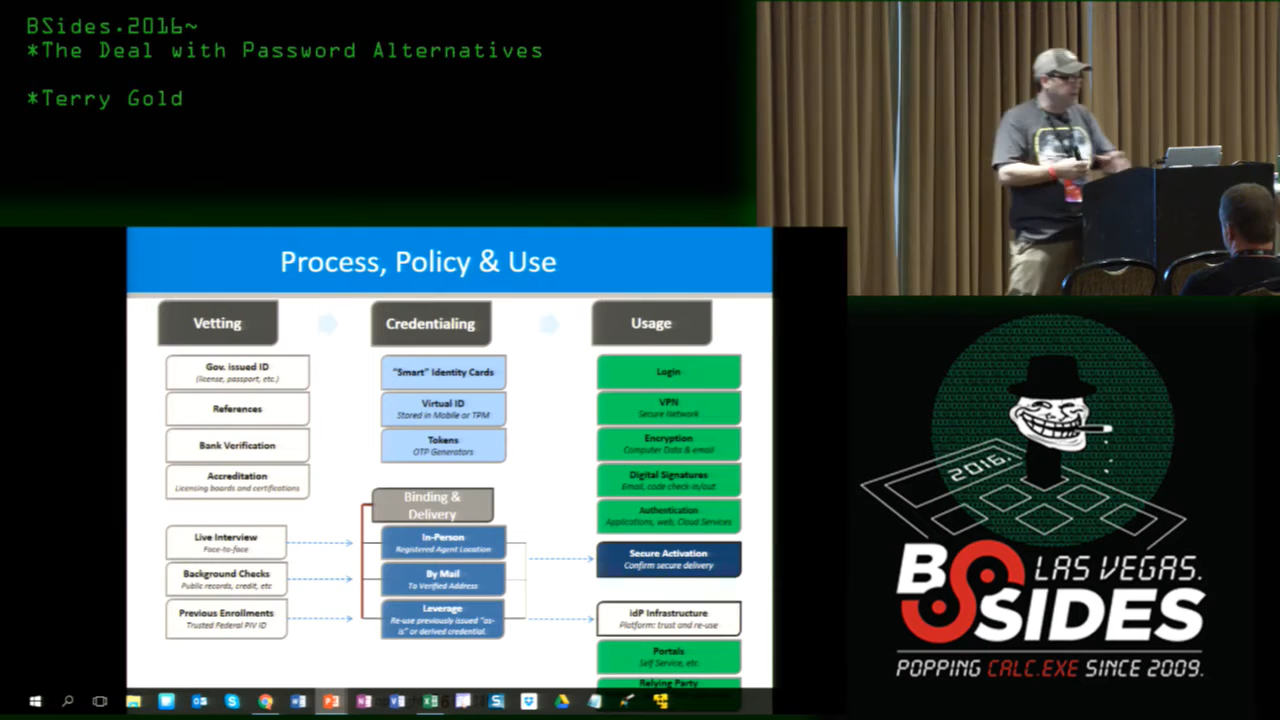 BSides.2016~
*The Deal with Password Alternatives
*Terry Gold
Process, Policy & Use
Vetting
Credentialing
Usage
Gov. issued ID
(license, passport, etc.)
References
Bank Verification
Accreditation
Licensing boards and certifications
Live Interview
Face-to-face
Background Checks
Public records, credit, etc
Previous Enrollments
Trusted Federal PIV ID
"Smart" Identity Cards
Virtual ID
Stored in Mobile or TPM
Tokens
OTP Generators
Binding &
Delivery
In-Person
Registered Agent Location
By Mail
To Verified Address
Leverage
Re-use previously issued "as-
is" or derived credential.
Login
VPN
Secure Network
Encryption
Computer Data & email
Digital Signatures
Email, code check-in/out
Authentication
Applications, web, Cloud Services
Secure Activation
Confirm secure delivery
idP Infrastructure
Platform: trust and re-use
Portals
Self Service, etc.
Relying Party
2016.
BSIDES
LAS VEGAS.
POPPING CALC.EXE SINCE 2009.